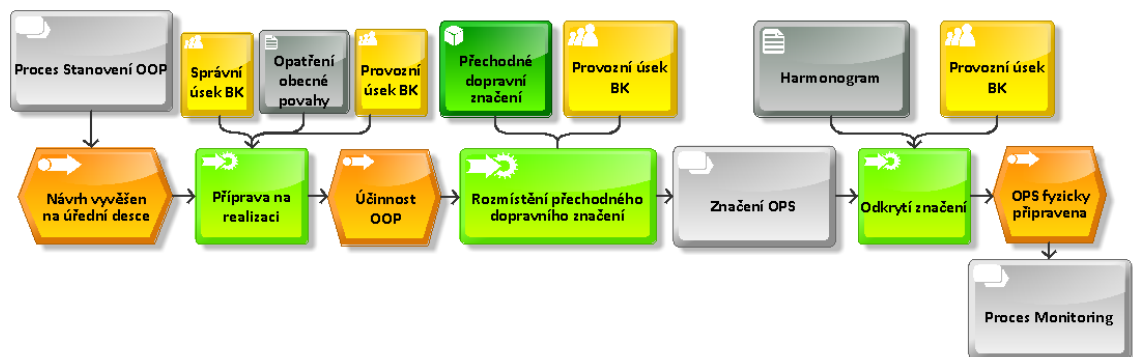 Proces Stanovení OOP
Správní
úsek BK
Opatření
obecné
povahy
Provozní
úsek BK
Přechodné
dopravní
značení
Provozní úsek
BK
Harmonogram
Provozní úsek
BK
Návrh vyvěšen
na úřední desce
Příprava na
realizaci
Účinnost
OOP
Rozmístění přechodného
dopravního značení
Značení OPS
Odkrytí značení
OPS fyzicky
připravena
Proces Monitoring